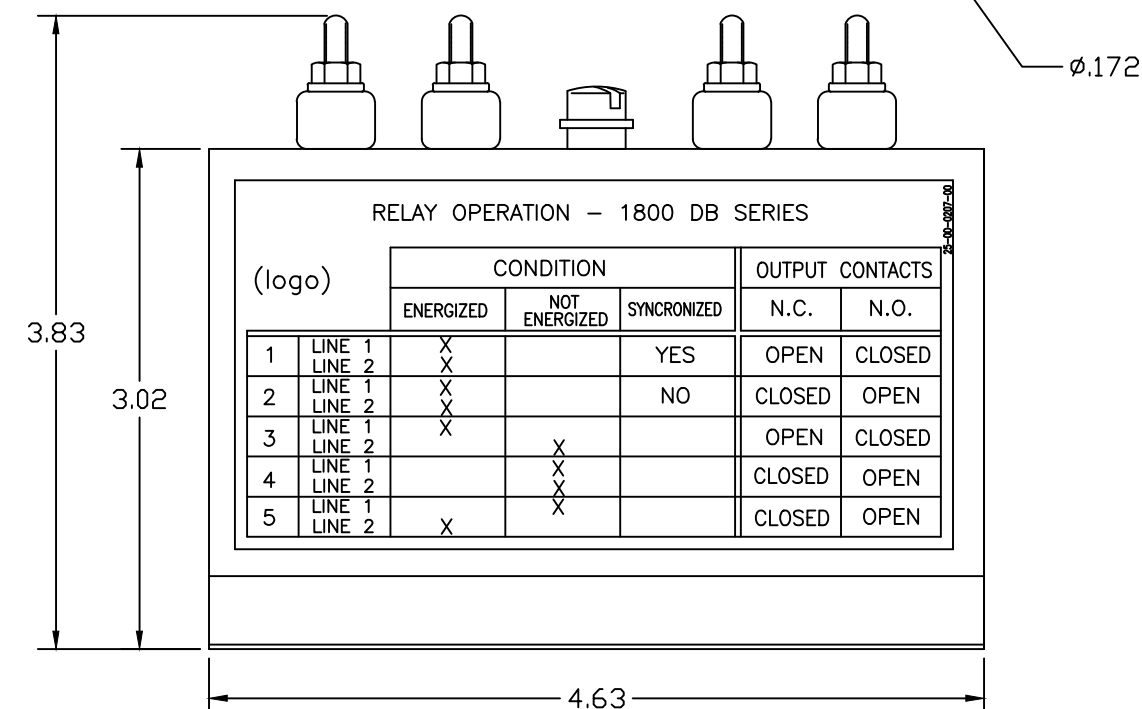 ø.172
RELAY OPERATION – 1800 DB SERIES
25-00-0207-00
(logo)
CONDITION
OUTPUT CONTACTS
ENERGIZED
NOT ENERGIZED
SYNCRONIZED
N.C.
N.O.
1 LINE 1 X YES OPEN CLOSED
LINE 2 X
2 LINE 1 X NO CLOSED OPEN
LINE 2 X
3 LINE 1 X OPEN CLOSED
LINE 2 X
4 LINE 1 X CLOSED OPEN
LINE 2 X
5 LINE 1 X CLOSED OPEN
LINE 2 X
3.83
3.02
4.63